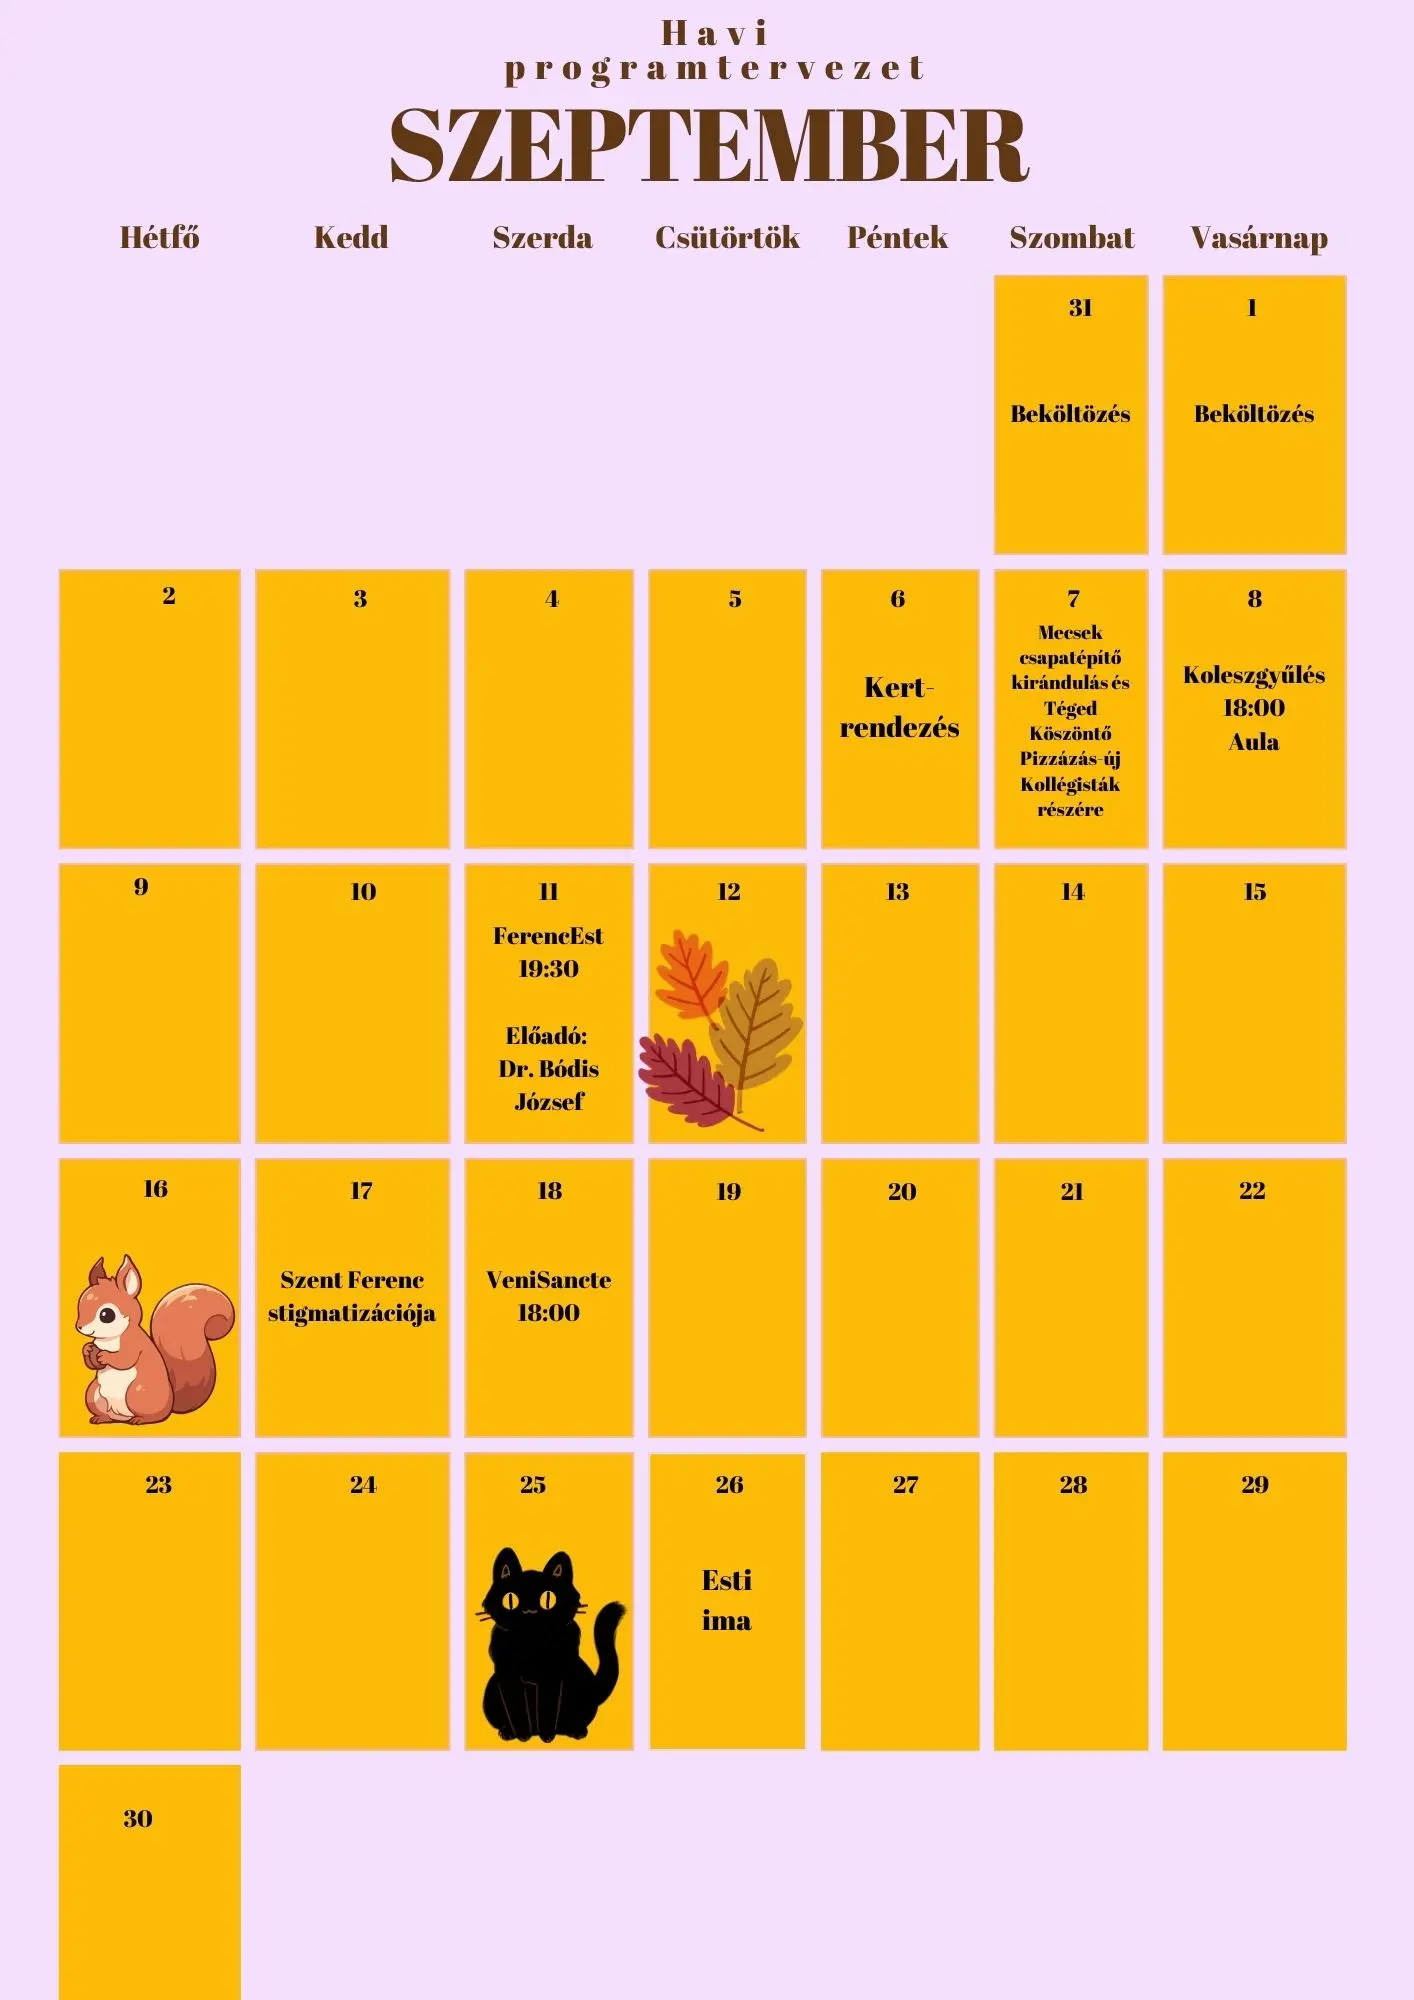 Havi
programtervezet
SZEPTEMBER
Hétfő Kedd Szerda Csütörtök Péntek Szombat Vasárnap
31
Beköltözés
1
Beköltözés
2
3
4
5
6
Kert-
rendezés
7
Mecsek
csapatépítő
kirándulás és
Téged
Köszöntő
Pizzázás-új
Kollégisták
részére
8
Koleszgyűlés
18:00
Aula
9
10
11
FerencEst
19:30
Előadó:
Dr. Bódis
József
12
13
14
15
16
17
Szent Ferenc
stigmatizációja
18
VeniSancte
18:00
19
20
21
22
23
24
25
26
Esti
ima
27
28
29
30